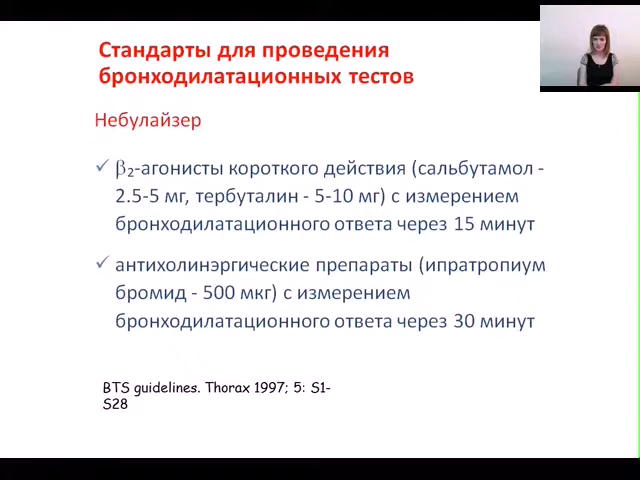 Стандарты для проведения
бронходилатационных тестов
Небулайзер
✓ β₂-агонисты короткого действия (сальбутамол -
2.5-5 мг, тербуталин - 5-10 мг) с измерением
бронходилатационного ответа через 15 минут
✓ антихолинэргические препараты (ипратропиум
бромид - 500 мкг) с измерением
бронходилатационного ответа через 30 минут
BTS guidelines. Thorax 1997; 5: S1-
S28